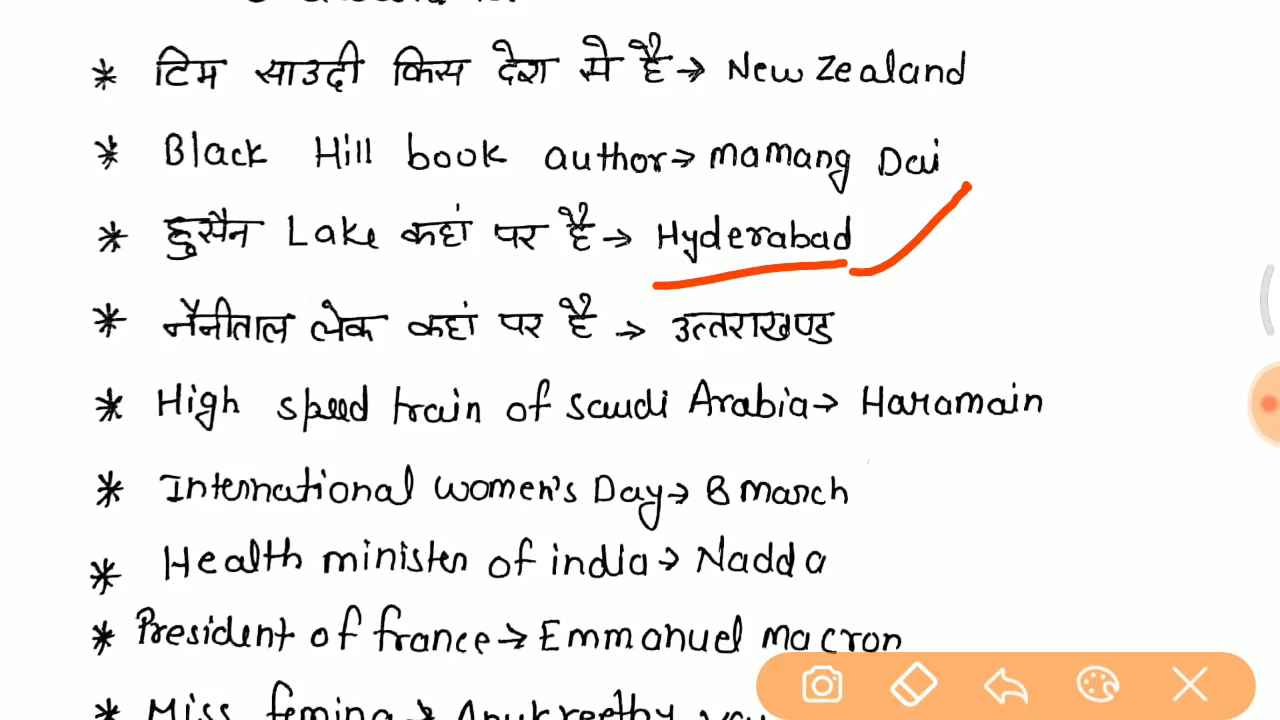 * टिम साउदी किस देश से है → New Zealand
* Black Hill book author → mamang Dai
* हुसैन Lake कहां पर है → Hyderabad
* नैनीताल लेक कहां पर है → उत्तराखण्ड
* High speed train of saudi Arabia → Haramain
* International women's Day → 8 march
* Health minister of india → Nadda
* President of france → Emmanuel macron
* Miss femina →